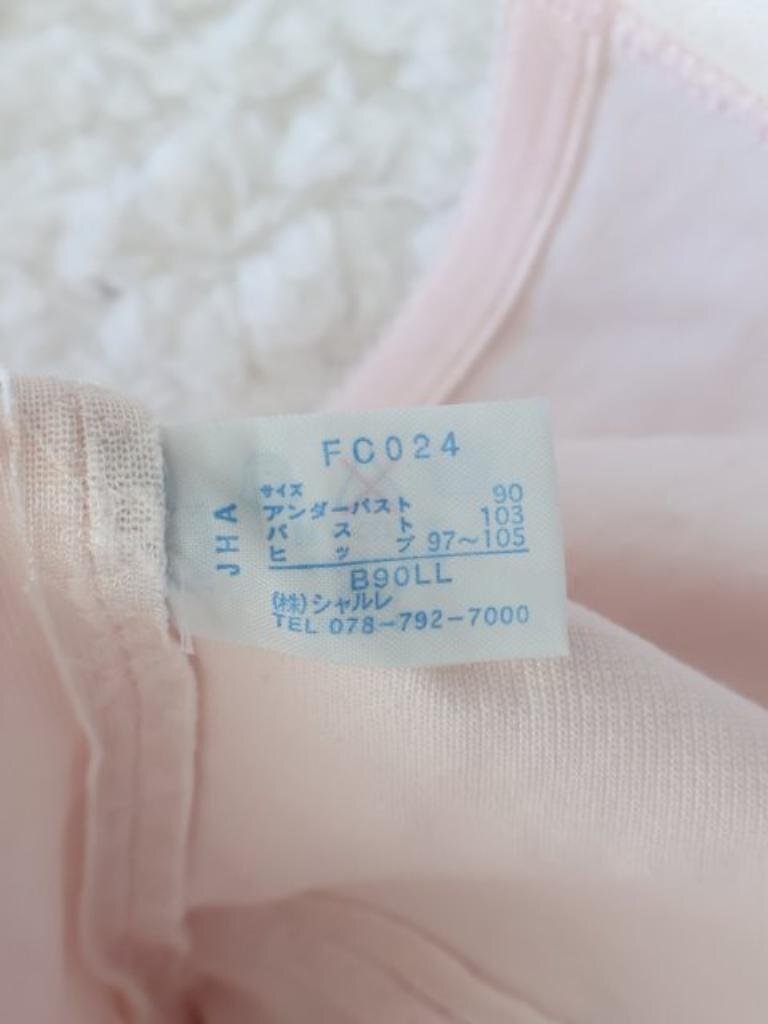 FC024
JHA
サイズ
アンダーバスト 90
バスト 103
ヒップ 97〜105
B90LL
(株)シャルレ
TEL 078-792-7000